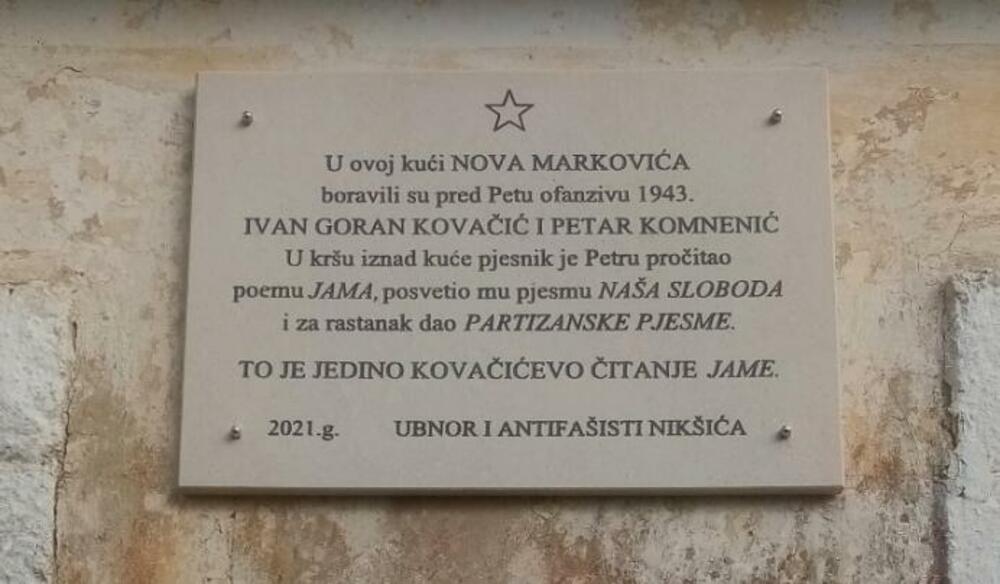 U ovoj kući NOVA MARKOVIĆA
boravili su pred Petu ofanzivu 1943.
IVAN GORAN KOVAČIĆ I PETAR KOMNENIĆ
U kršu iznad kuće pjesnik je Petru pročitao
poemu JAMA, posvetio mu pjesmu NAŠA SLOBODA
i za rastanak dao PARTIZANSKE PJESME.
TO JE JEDINO KOVAČIĆEVO ČITANJE JAME.
2021.g. UBNOR I ANTIFAŠISTI NIKŠIĆA